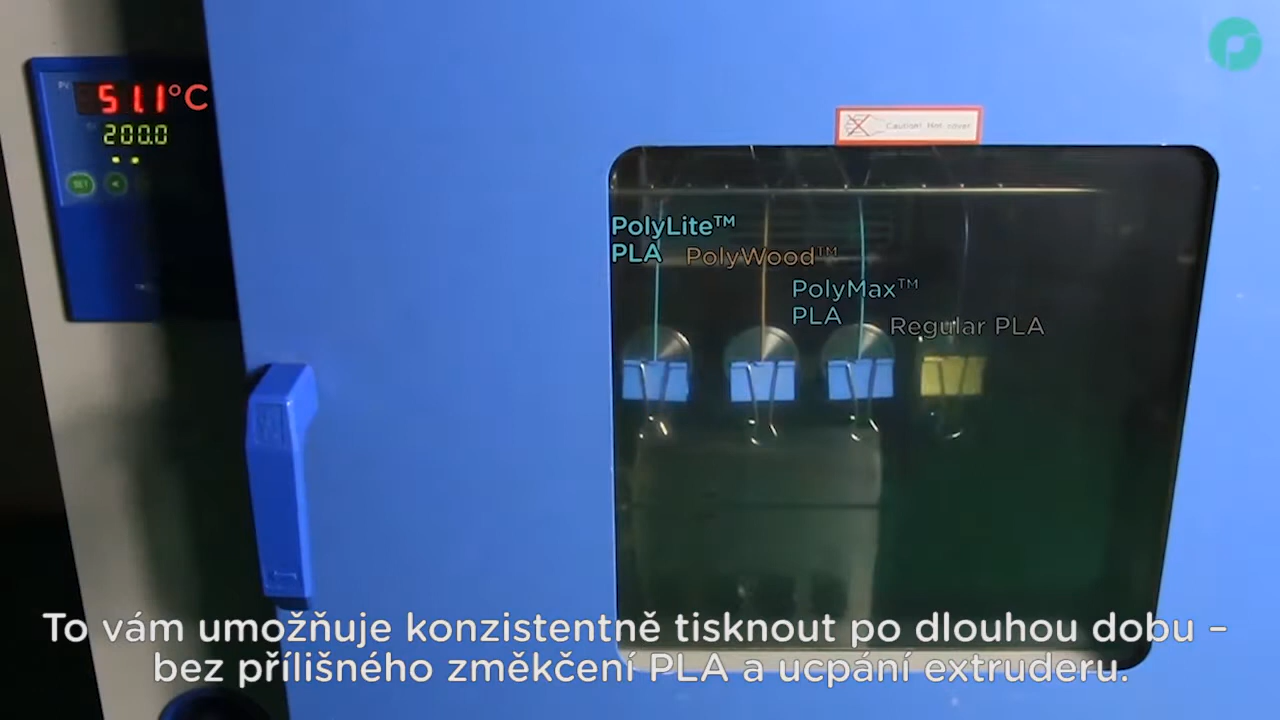 PV
51.1°C
200.0
SET
<
Caution! Hot cover
PolyLite™
PLA
PolyWood™
PolyMax™
PLA
Regular PLA
To vám umožňuje konzistentně tisknout po dlouhou dobu –
bez přílišného změkčení PLA a ucpání extruderu.